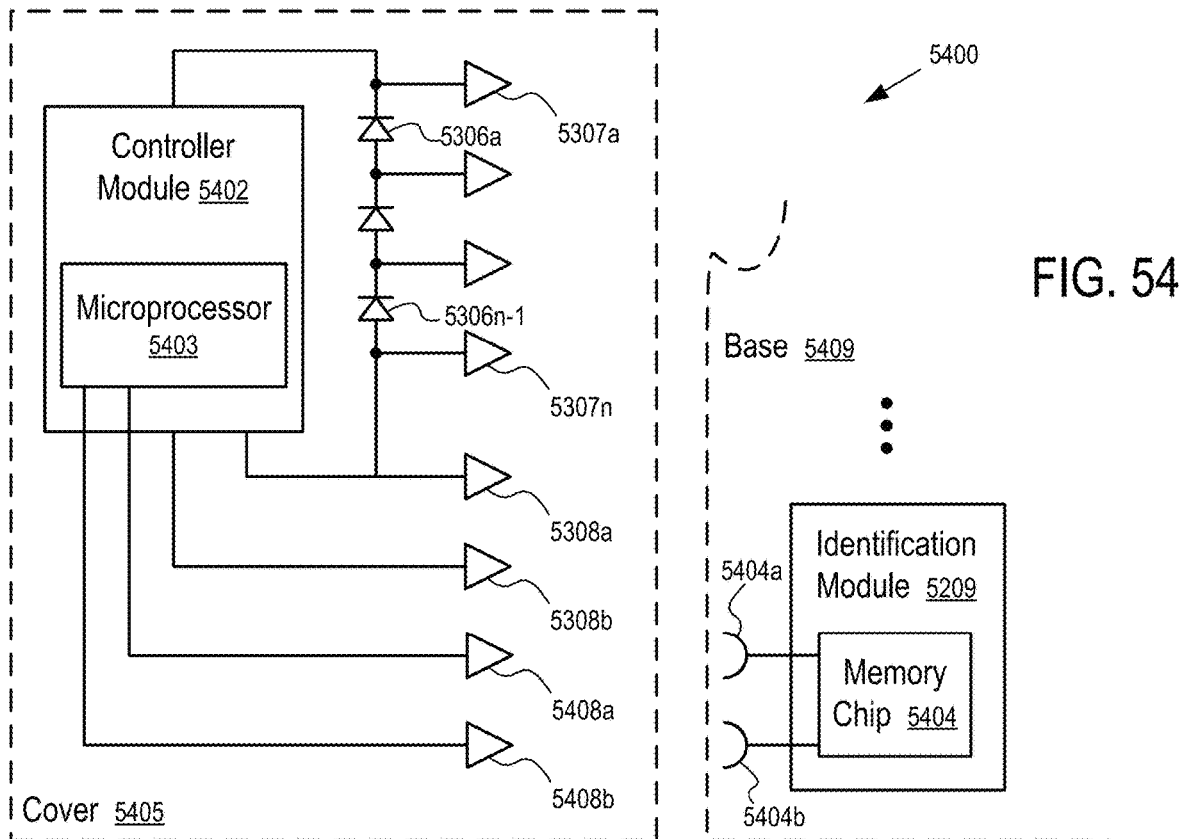 5400
5307a
5306a
Controller
Module 5402
FIG. 54
Microprocessor
5403
5306n-1
Base 5409
5307n
5308a
Identification
Module 5209
5404a
5308b
Memory
Chip 5404
5408a
5408b
5404b
Cover 5405